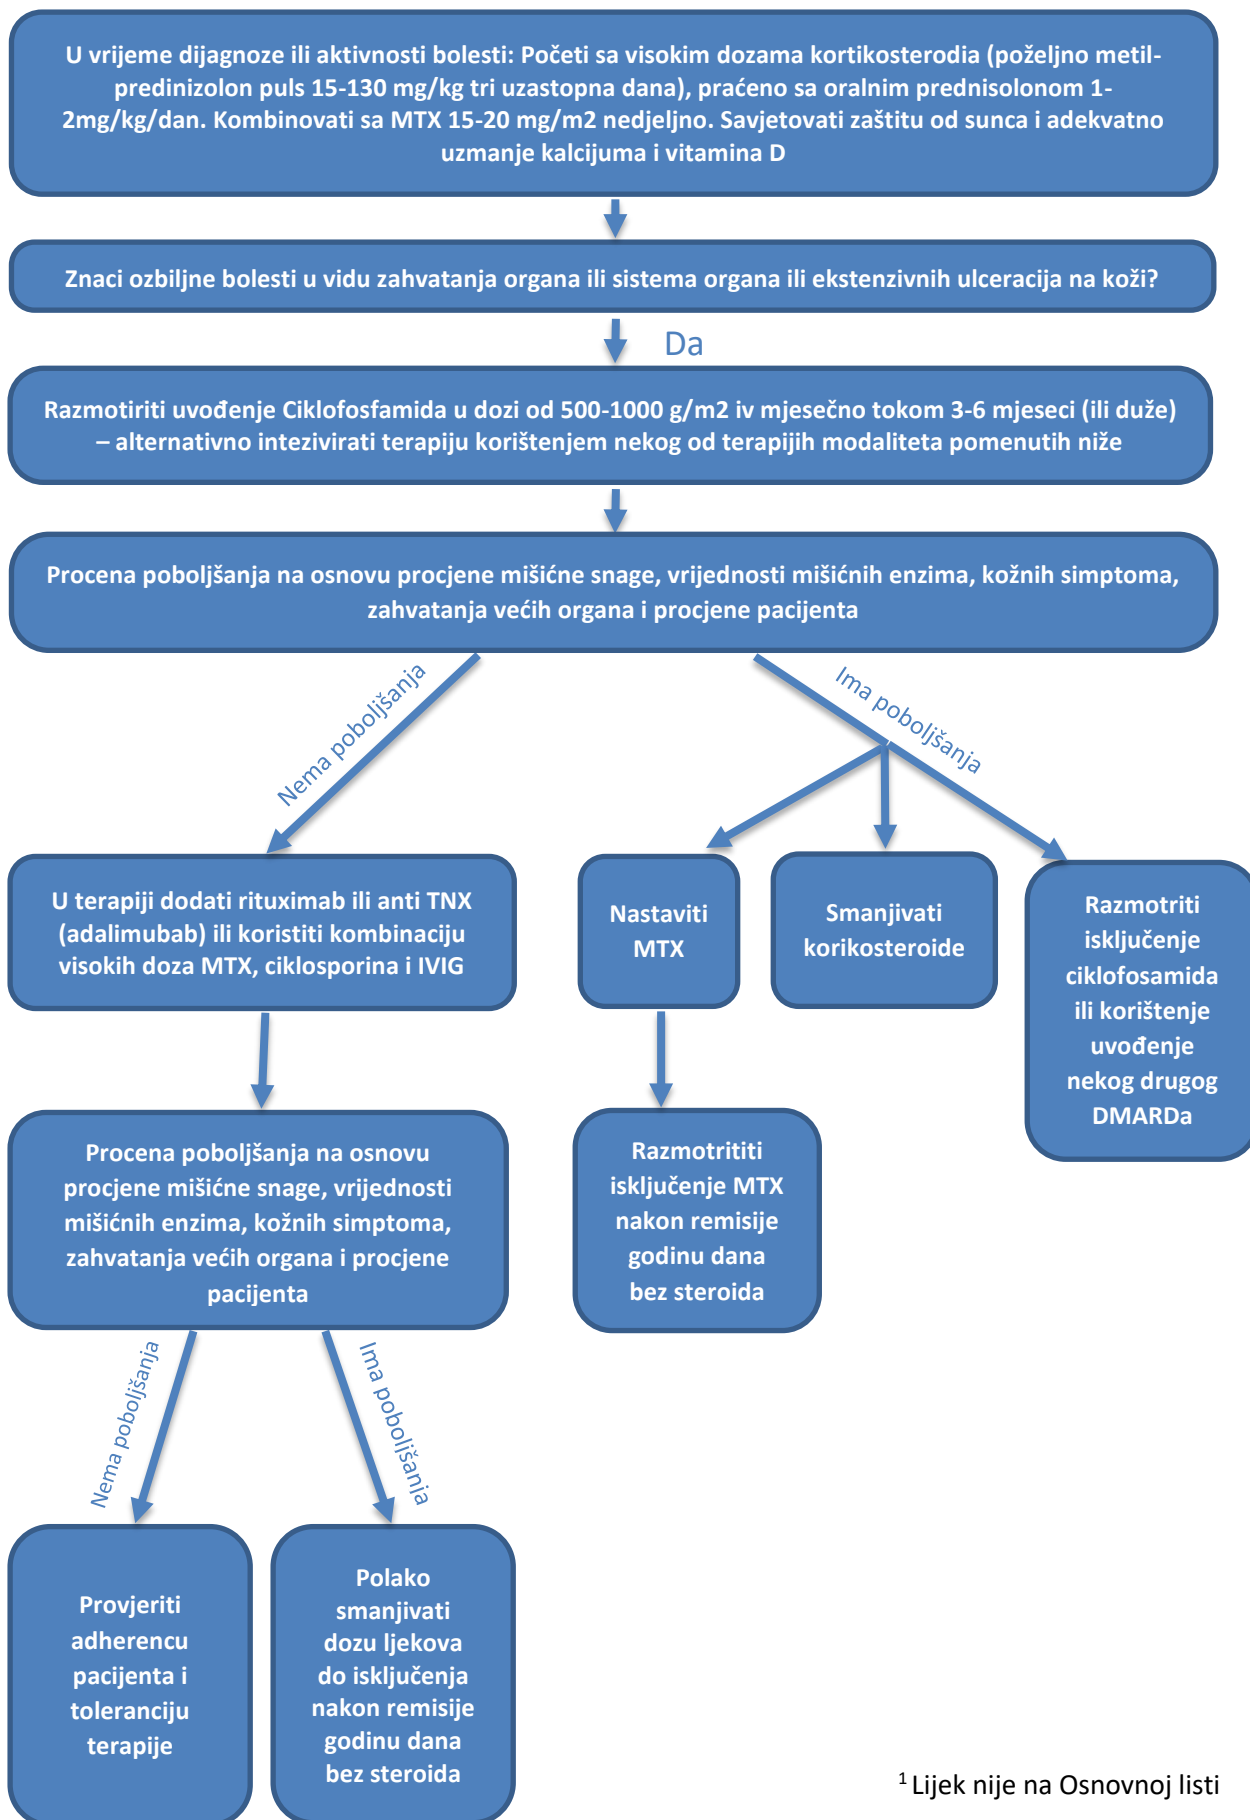 U vrijeme dijagnoze ili aktivnosti bolesti: Početi sa visokim dozama kortikosterodia (poželjno metil-
predinizolon puls 15-130 mg/kg tri uzastopna dana), praćeno sa oralnim prednisolonom 1-
2mg/kg/dan. Kombinovati sa MTX 15-20 mg/m2 nedjeljno. Savjetovati zaštitu od sunca i adekvatno
uzmanje kalcijuma i vitamina D
Znaci ozbiljne bolesti u vidu zahvatanja organa ili sistema organa ili ekstenzivnih ulceracija na koži?
Da
Razmotiriti uvođenje Ciklofosfamida u dozi od 500-1000 g/m2 iv mjesečno tokom 3-6 mjeseci (ili duže)
– alternativno intezivirati terapiju korištenjem nekog od terapijih modaliteta pomenutih niže
Procena poboljšanja na osnovu procjene mišićne snage, vrijednosti mišićnih enzima, kožnih simptoma,
zahvatanja većih organa i procjene pacijenta
Nema poboljšanja
Ima poboljšanja
U terapiji dodati rituximab ili anti TNX
(adalimubab) ili koristiti kombinaciju
visokih doza MTX, ciklosporina i IVIG
Nastaviti
MTX
Smanjivati
korikosteroide
Razmotriti
isključenje
ciklofosamida
ili korištenje
uvođenje
nekog drugog
DMARDa
Procena poboljšanja na osnovu
procjene mišićne snage, vrijednosti
mišićnih enzima, kožnih simptoma,
zahvatanja većih organa i procjene
pacijenta
Razmotrititi
isključenje MTX
nakon remisije
godinu dana
bez steroida
Nema poboljšanja
Ima poboljšanja
Provjeriti
adherencu
pacijenta i
toleranciju
terapije
Polako
smanjivati
dozu ljekova
do isključenja
nakon remisije
godinu dana
bez steroida
1 Lijek nije na Osnovnoj listi